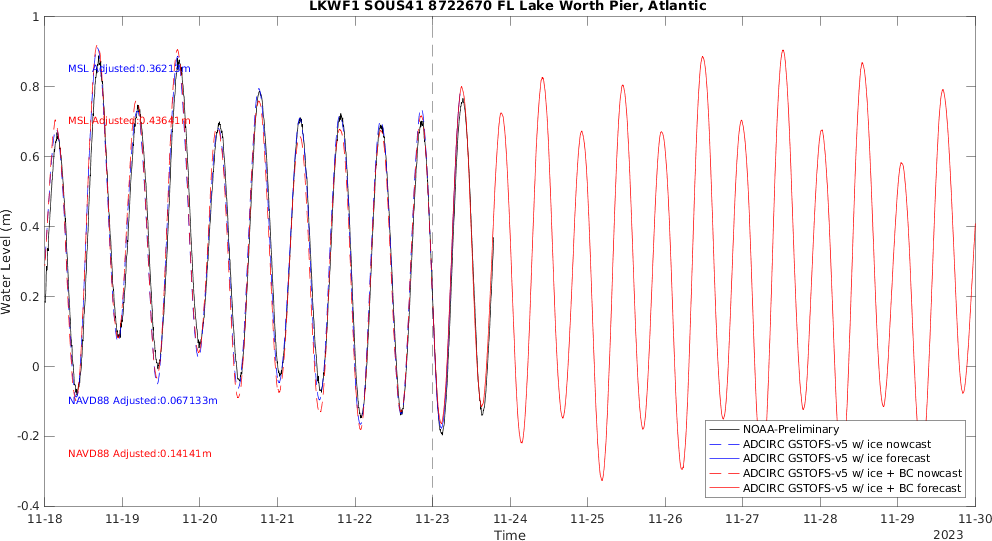 LKWF1 SOUS41 8722670 FL Lake Worth Pier, Atlantic
1
0.8
0.6
0.4
0.2
0
-0.2
-0.4
Water Level (m)
MSL Adjusted:0.36213m
MSL Adjusted:0.43641m
NAVD88 Adjusted:0.067133m
NAVD88 Adjusted:0.14141m
NOAA-Preliminary
ADCIRC GSTOFS-v5 w/ ice nowcast
ADCIRC GSTOFS-v5 w/ ice forecast
ADCIRC GSTOFS-v5 w/ ice + BC nowcast
ADCIRC GSTOFS-v5 w/ ice + BC forecast
11-18 11-19 11-20 11-21 11-22 11-23 11-24 11-25 11-26 11-27 11-28 11-29 11-30
Time
2023